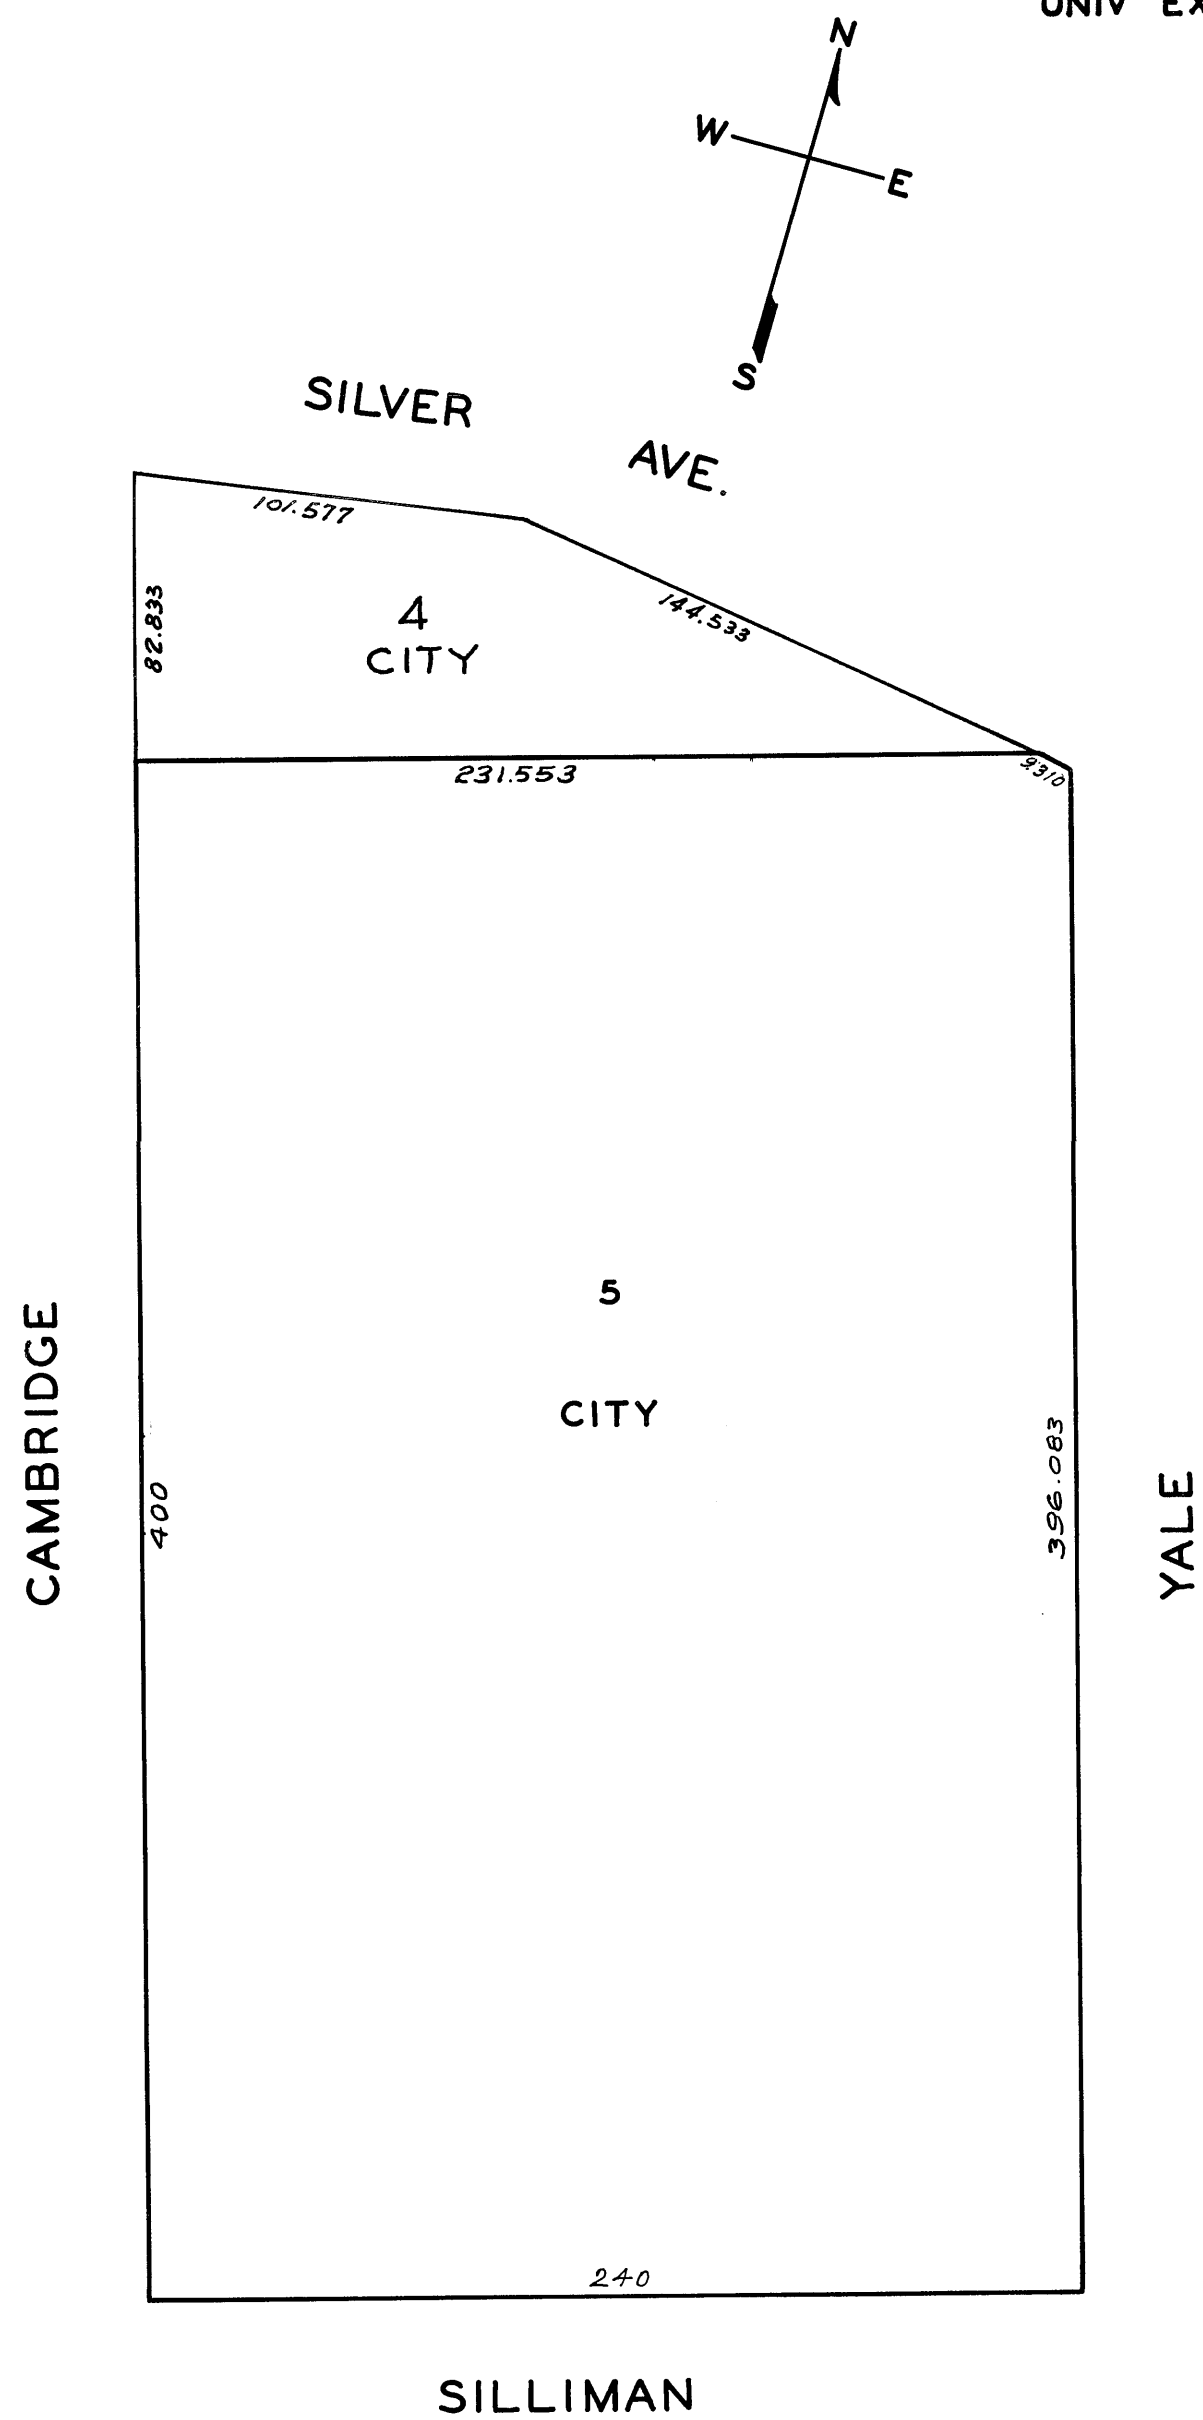 UNIV EX
N
W
E
S
SILVER AVE.
101.577
144.533
82.833
4
CITY
231.553
9.310
5
CITY
CAMBRIDGE
400
396.083
YALE
240
SILLIMAN